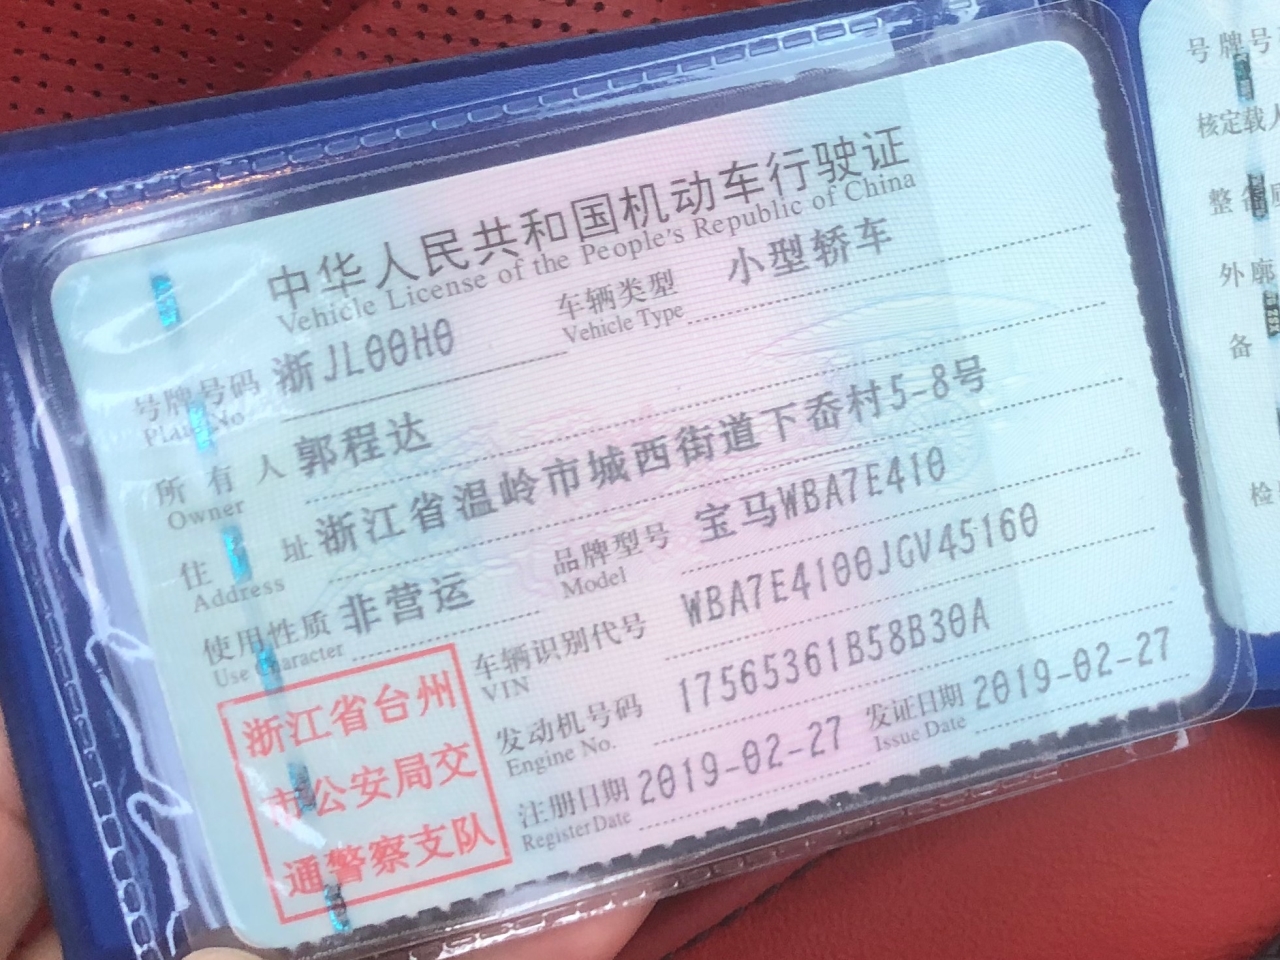 中华人民共和国机动车行驶证
Vehicle License of the People's Republic of China
号牌号码 浙JL00H0 车辆类型 小型轿车
Plate No Vehicle Type
所有人 郭程达
Owner
住址 浙江省温岭市城西街道下岙村5-8号
Address
使用性质 非营运 品牌型号 宝马WBA7E410
Use Character Model
车辆识别代号 WBA7E4100JGV45160
VIN
发动机号码 17565361B58B30A
Engine No.
注册日期 2019-02-27 发证日期 2019-02-27
Register Date Issue Date
浙江省台州
市公安局交
通警察支队
号牌号
核定载人
整备
外廓
备
检